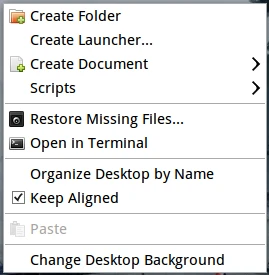 Create Folder
Create Launcher...
Create Document
Scripts
Restore Missing Files...
Open in Terminal
Organize Desktop by Name
Keep Aligned
Paste
Change Desktop Background